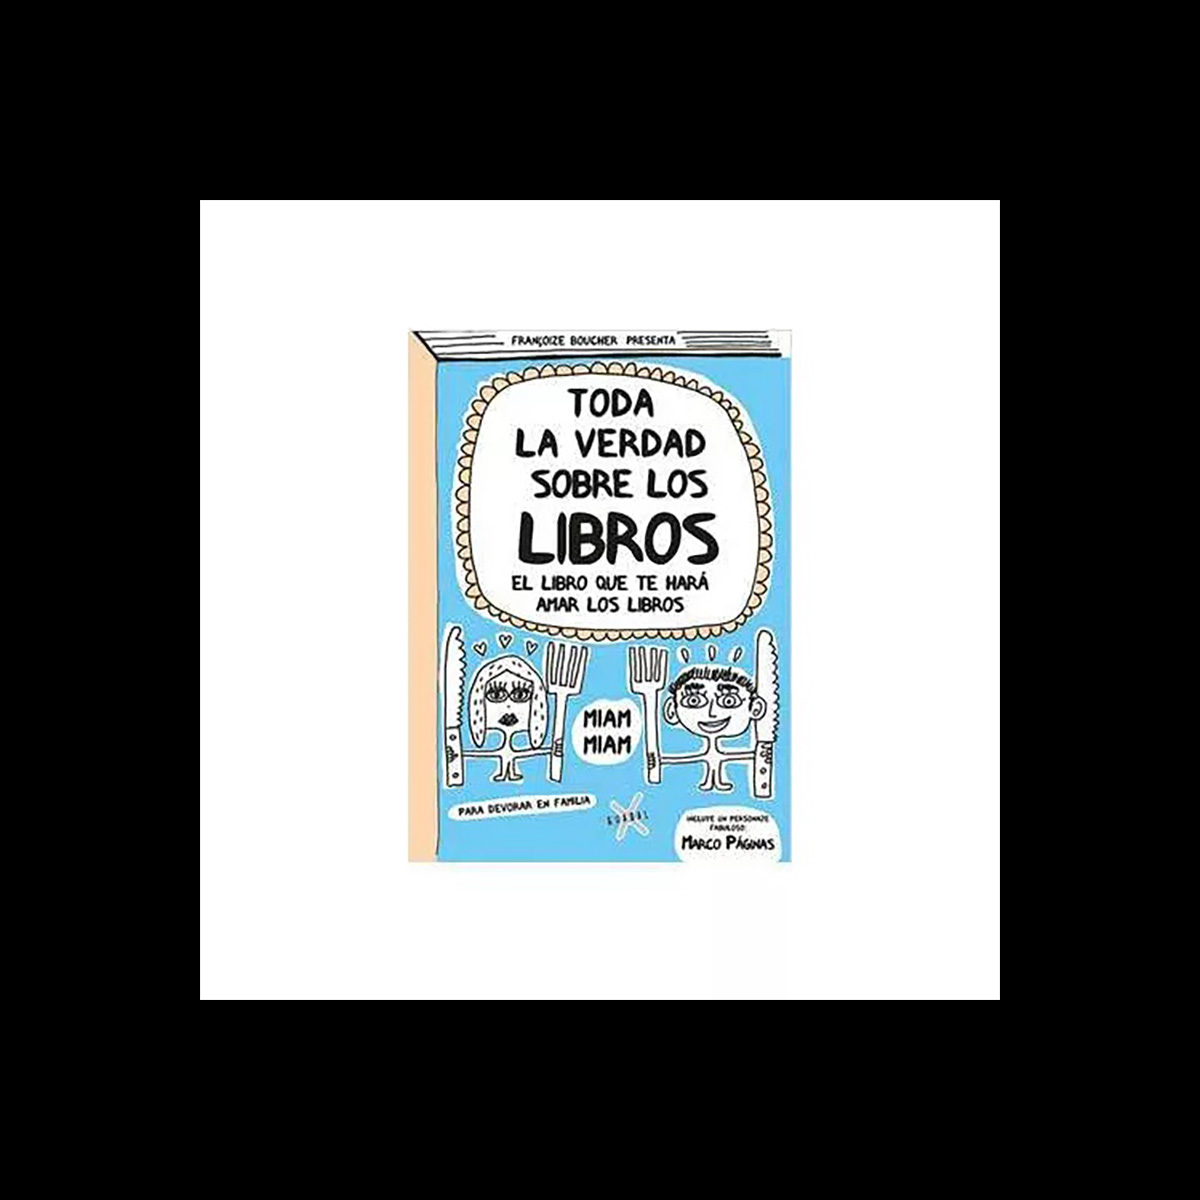 FRANÇOIZE BOUCHER PRESENTA
TODA
LA VERDAD
SOBRE LOS
LIBROS
EL LIBRO QUE TE HARÁ
AMAR LOS LIBROS
MIAM
MIAM
PARA DEVORAR EN FAMILIA
INCLUYE UN PERSONAJE
FABULOSO:
MARCO PÁGINAS